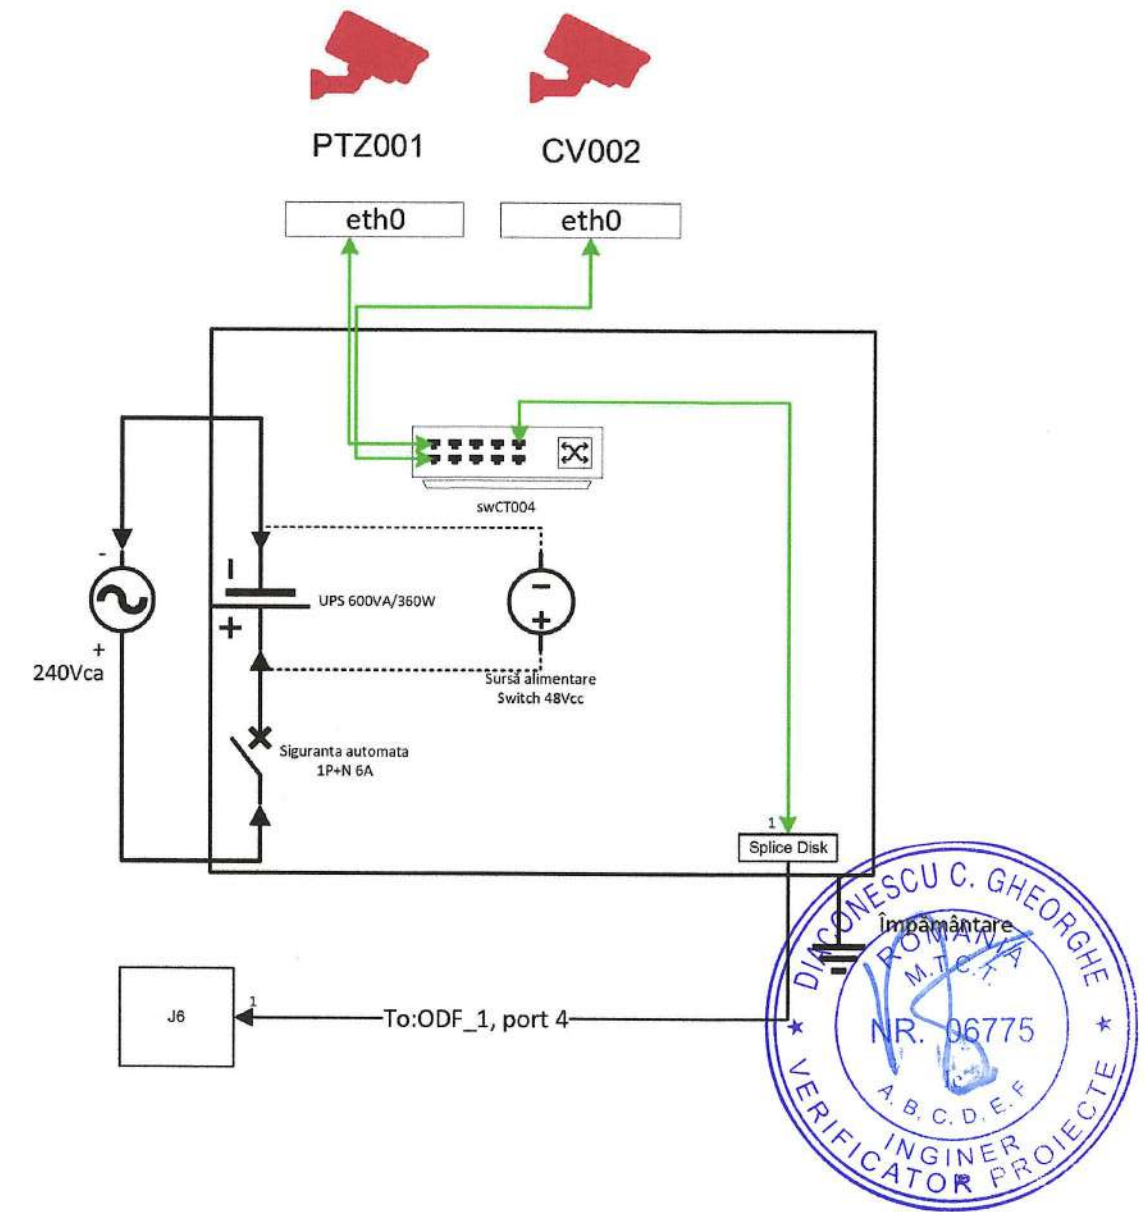 PTZ001
CV002
eth0
eth0
swCT004
-
UPS 600VA/360W
+
240Vca
Sursă alimentare
Switch 48Vcc
Siguranta automata
1P+N 6A
1
Splice Disk
Împământare
J6
1
To:ODF_1, port 4
DIACONESCU C. GHEORGHE
ROMANIA
M.T.C.T.
NR. 06775
A, B, C, D, E, F
INGINER
VERIFICATOR PROIECTE